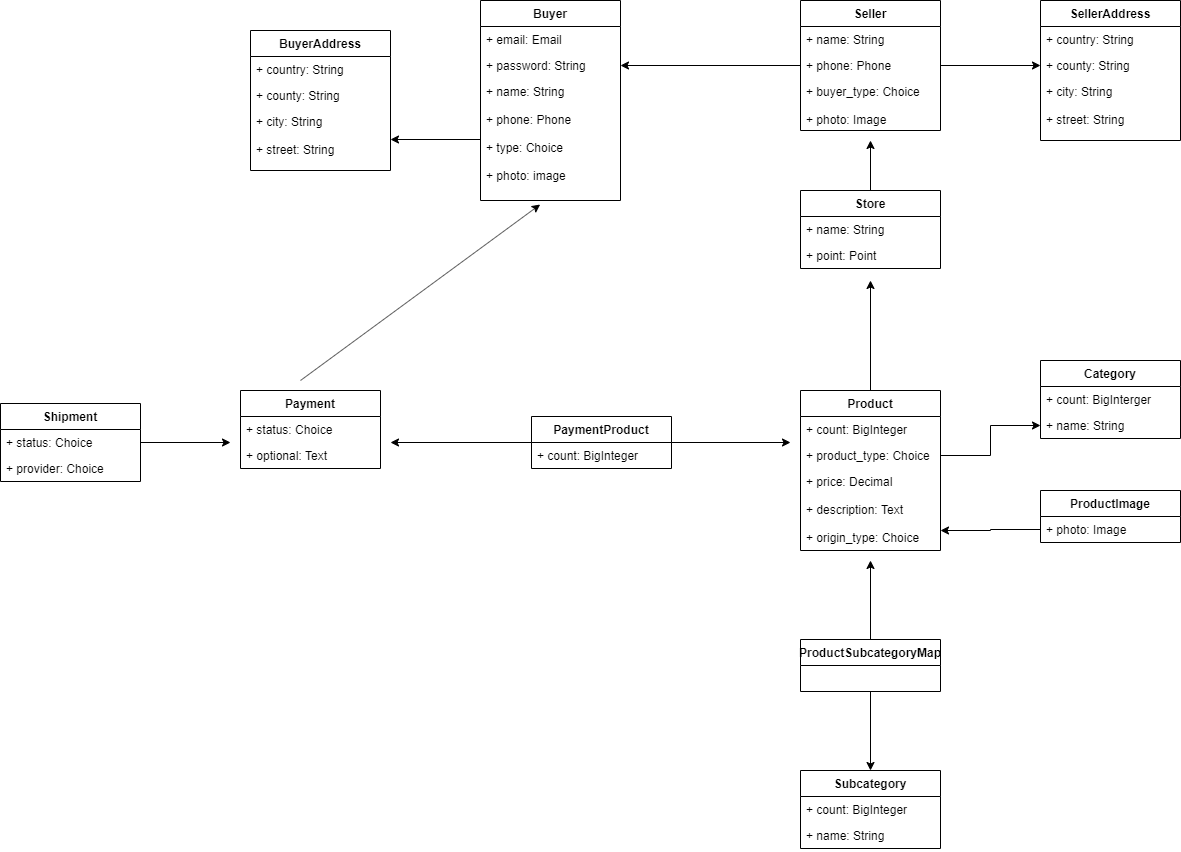 Buyer
+ email: Email
+ password: String
+ name: String
+ phone: Phone
+ type: Choice
+ photo: image
Seller
+ name: String
+ phone: Phone
+ buyer_type: Choice
+ photo: Image
SellerAddress
+ country: String
+ county: String
+ city: String
+ street: String
BuyerAddress
+ country: String
+ county: String
+ city: String
+ street: String
Store
+ name: String
+ point: Point
Shipment
+ status: Choice
+ provider: Choice
Payment
+ status: Choice
+ optional: Text
PaymentProduct
+ count: BigInteger
Product
+ count: BigInteger
+ product_type: Choice
+ price: Decimal
+ description: Text
+ origin_type: Choice
Category
+ count: BigInterger
+ name: String
ProductImage
+ photo: Image
ProductSubcategoryMap
Subcategory
+ count: BigInteger
+ name: String